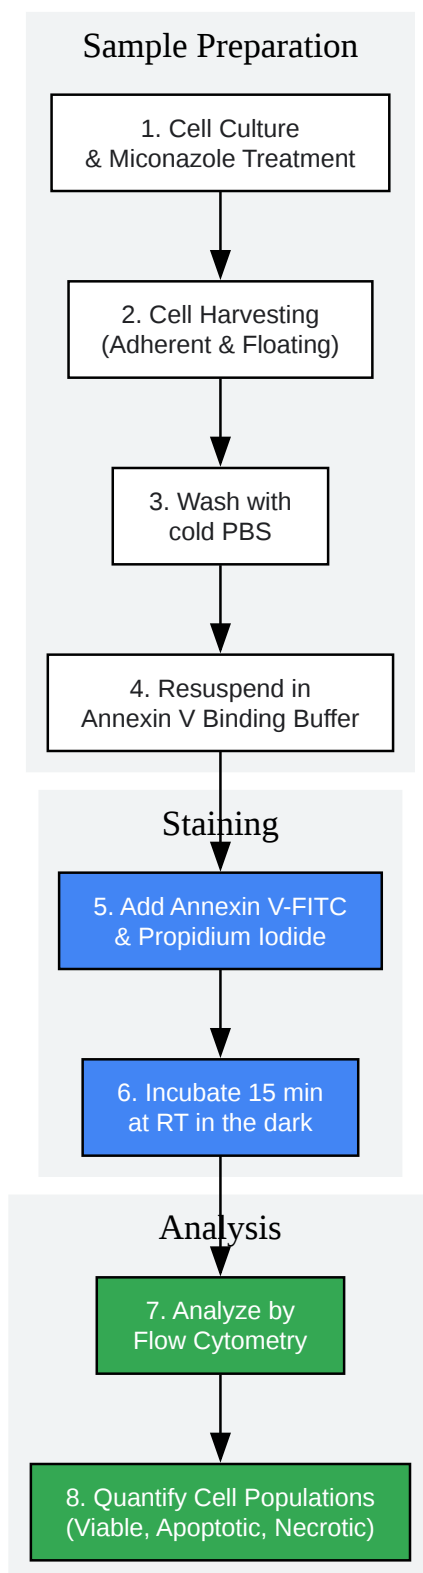 Sample Preparation
1. Cell Culture
& Miconazole Treatment
2. Cell Harvesting
(Adherent & Floating)
3. Wash with
cold PBS
4. Resuspend in
Annexin V Binding Buffer
Staining
5. Add Annexin V-FITC
& Propidium Iodide
6. Incubate 15 min
at RT in the dark
Analysis
7. Analyze by
Flow Cytometry
8. Quantify Cell Populations
(Viable, Apoptotic, Necrotic)